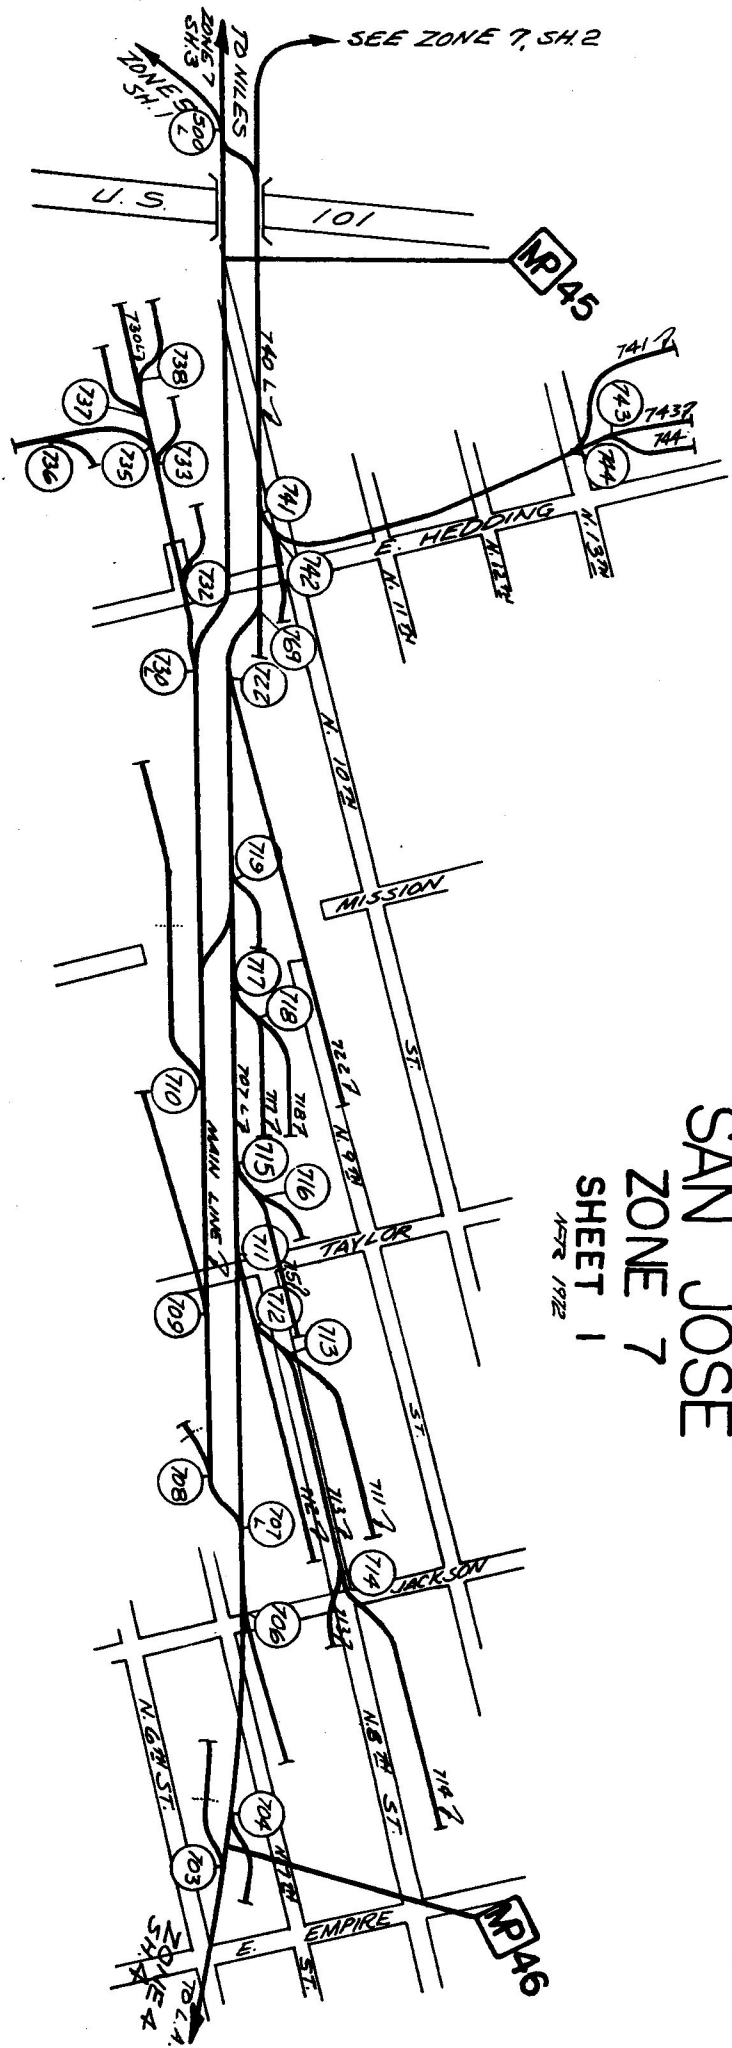 SAN JOSE
ZONE 7
SHEET 1
SEE ZONE 7, SH.2
TO NILES
ZONE 7
SH.3
ZONE 5
SH. 1
500
L
U. S. 101
MP 45
738
737
736
735
733
732
730
L
740 L
741
742
743
744
741
743
744
769
722
E. HEDDING
N. 11 TH
N. 12 TH
N. 13 TH
N. 10 TH
ST.
MISSION
719
717
718
722
N. 9 TH
718
717
707 L
710
MAIN LINE
715
716
711
712
713
TAYLOR
ST.
709
708
707
L
711
713
712
714
JACKSON
713
706
714
N. 6 TH ST.
N. 8 TH ST.
N. 7 TH
ST.
704
703
E. EMPIRE
MP 46
ZONE 4
SH. 4
TO L.A.